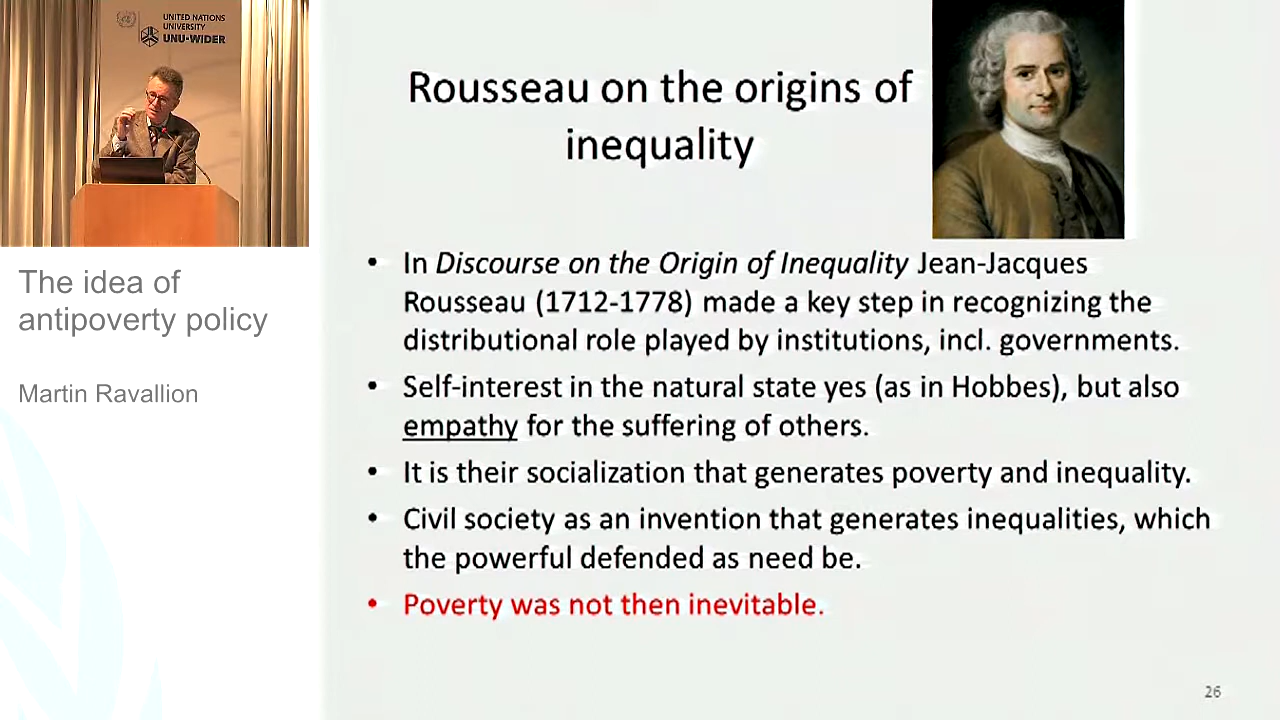 UNITED NATIONS
UNIVERSITY
UNU-WIDER
The idea of
antipoverty policy
Martin Ravallion
Rousseau on the origins of
inequality
• In Discourse on the Origin of Inequality Jean-Jacques
Rousseau (1712-1778) made a key step in recognizing the
distributional role played by institutions, incl. governments.
• Self-interest in the natural state yes (as in Hobbes), but also
empathy for the suffering of others.
• It is their socialization that generates poverty and inequality.
• Civil society as an invention that generates inequalities, which
the powerful defended as need be.
• Poverty was not then inevitable.
26